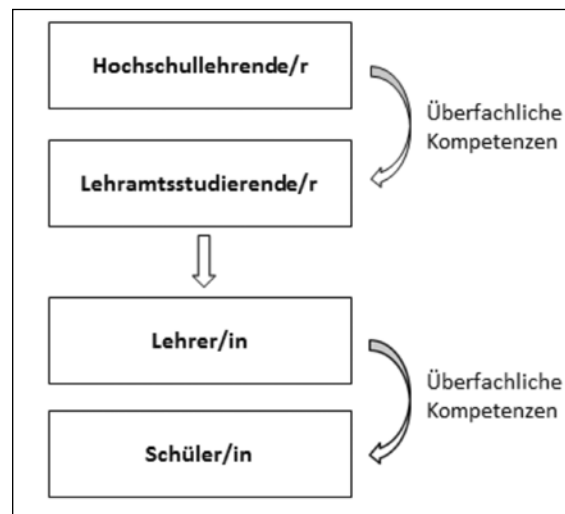 Hochschullehrende/r
Überfachliche
Kompetenzen
Lehramtsstudierende/r
Lehrer/in
Überfachliche
Kompetenzen
Schüler/in